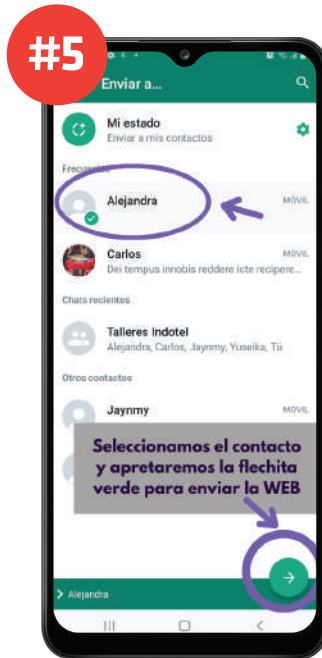 #5
Enviar a...
Mi estado
Enviar a mis contactos
Frecuentes
Alejandra
MÓVIL
Carlos
MÓVIL
Dei tempus innobis reddere icte recipere...
Chats recientes
Talleres Indotel
Alejandra, Carlos, Jaynmy, Yuseika, Tú
Otros contactos
Jaynmy
MÓVIL
Seleccionamos el contacto
y apretaremos la flechita
verde para enviar la WEB
Alejandra